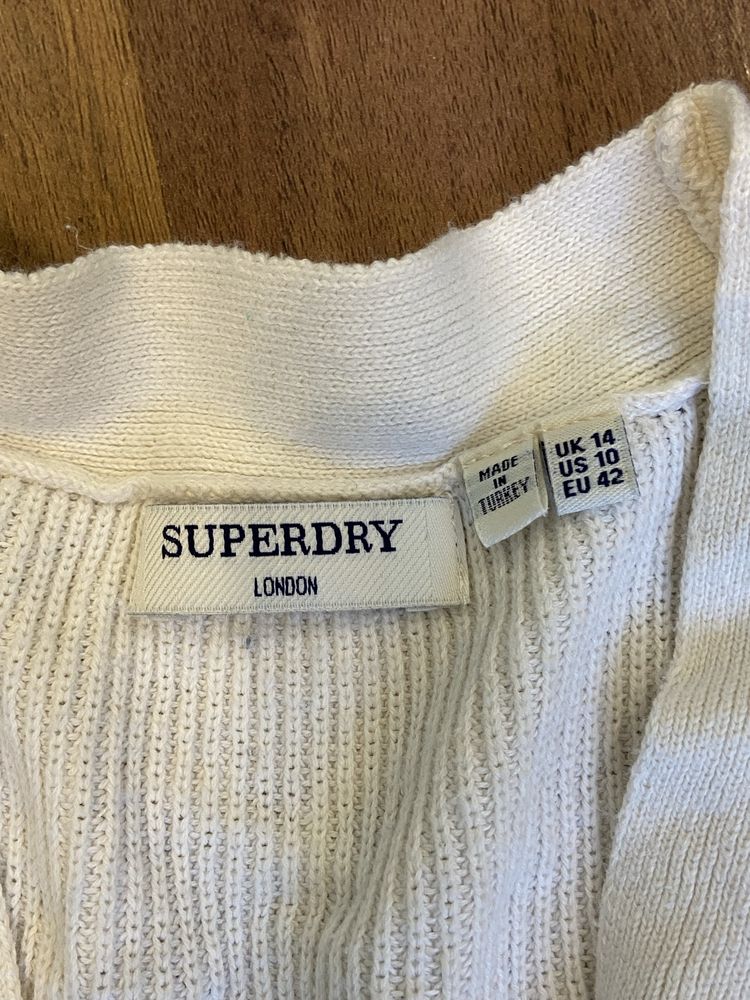 SUPERDRY
LONDON
MADE
IN
TURKEY
UK 14
US 10
EU 42